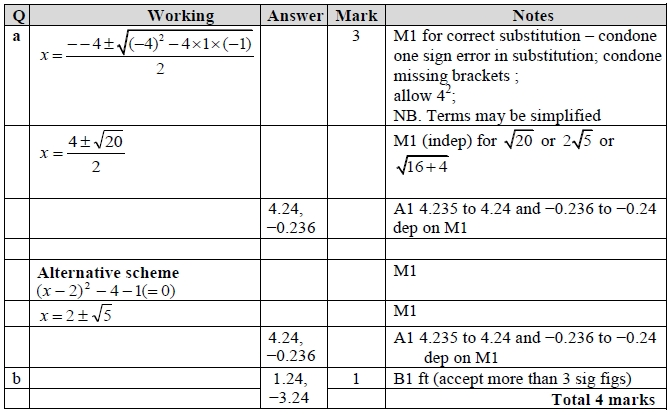 Q Working Answer Mark Notes
a x = (− −4 ± √((−4)² − 4×1×(−1))) / 2 3 M1 for correct substitution – condone
one sign error in substitution; condone
missing brackets ;
allow 4²;
NB. Terms may be simplified
x = (4 ± √20) / 2 M1 (indep) for √20 or 2√5 or
√(16+4)
4.24, A1 4.235 to 4.24 and −0.236 to −0.24
−0.236 dep on M1
Alternative scheme M1
(x − 2)² − 4 − 1(= 0)
x = 2 ± √5 M1
4.24, A1 4.235 to 4.24 and −0.236 to −0.24
−0.236 dep on M1
b 1.24, 1 B1 ft (accept more than 3 sig figs)
−3.24 Total 4 marks